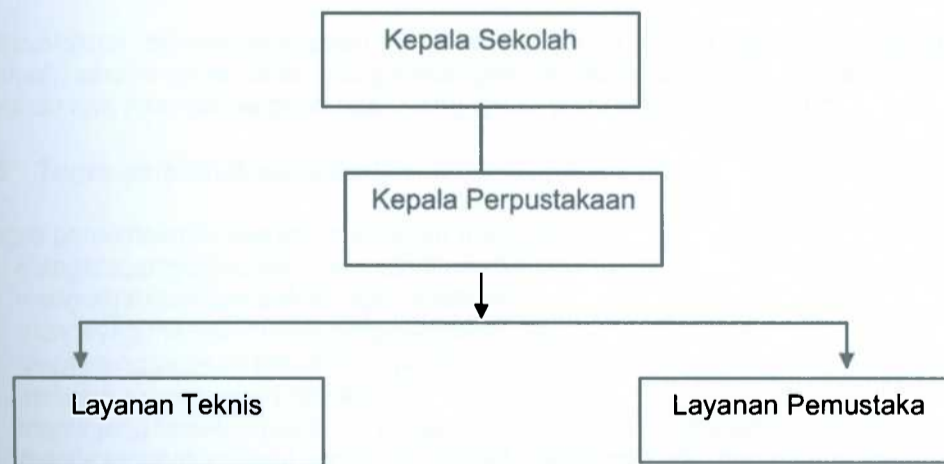 Kepala Sekolah
Kepala Perpustakaan
Layanan Teknis
Layanan Pemustaka